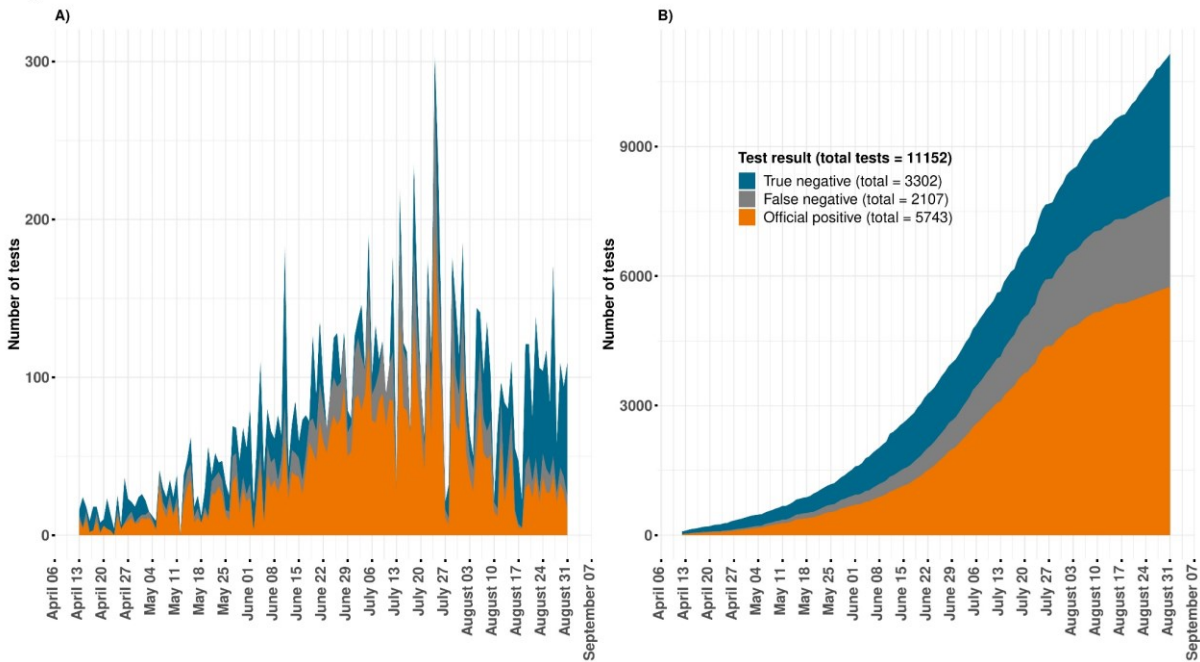 A)
Number of tests
300
200
100
0
April 06
April 13
April 20
April 27
May 04
May 11
May 18
May 25
June 01
June 08
June 15
June 22
June 29
July 06
July 13
July 20
July 27
August 03
August 10
August 17
August 24
August 31
September 07
B)
Number of tests
9000
6000
3000
0
Test result (total tests = 11152)
True negative (total = 3302)
False negative (total = 2107)
Official positive (total = 5743)
April 06
April 13
April 20
April 27
May 04
May 11
May 18
May 25
June 01
June 08
June 15
June 22
June 29
July 06
July 13
July 20
July 27
August 03
August 10
August 17
August 24
August 31
September 07